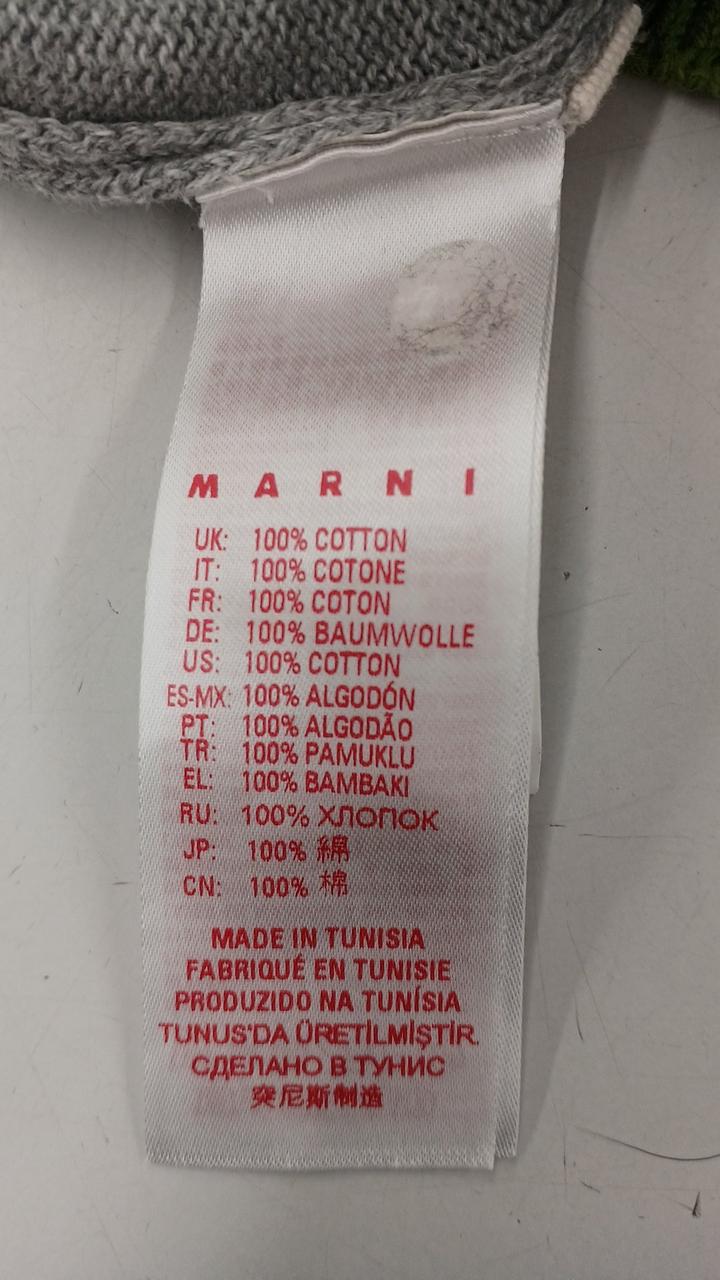 MARNI
UK: 100% COTTON
IT: 100% COTONE
FR: 100% COTON
DE: 100% BAUMWOLLE
US: 100% COTTON
ES-MX: 100% ALGODÓN
PT: 100% ALGODÃO
TR: 100% PAMUKLU
EL: 100% BAMBAKI
RU: 100% ХЛОПОК
JP: 100% 綿
CN: 100% 棉
MADE IN TUNISIA
FABRIQUÉ EN TUNISIE
PRODUZIDO NA TUNÍSIA
TUNUS'DA ÜRETİLMİŞTİR.
СДЕЛАНО В ТУНИС
突尼斯制造